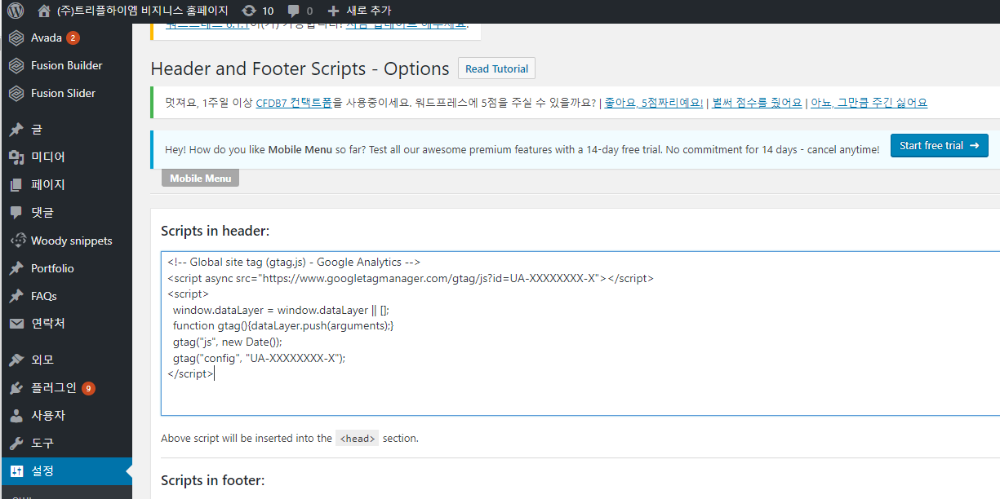 (주)트리플하이엠 비지니스 홈페이지 10 0 새로 추가
Avada 2
Fusion Builder
Fusion Slider
글
미디어
페이지
댓글
Woody snippets
Portfolio
FAQs
연락처
외모
플러그인 9
사용자
도구
설정
Header and Footer Scripts - Options Read Tutorial
멋져요, 1주일 이상 CFDB7 컨택트폼을 사용중이세요. 워드프레스에 5점을 주실 수 있을까요? | 좋아요, 5점짜리예요! | 벌써 점수를 줬어요 | 아뇨, 그만큼 주긴 싫어요
Hey! How do you like Mobile Menu so far? Test all our awesome premium features with a 14-day free trial. No commitment for 14 days - cancel anytime! Start free trial →
Mobile Menu
Scripts in header:
<!-- Global site tag (gtag.js) - Google Analytics -->
<script async src="https://www.googletagmanager.com/gtag/js?id=UA-XXXXXXXX-X"></script>
<script>
window.dataLayer = window.dataLayer || [];
function gtag(){dataLayer.push(arguments);}
gtag("js", new Date());
gtag("config", "UA-XXXXXXXX-X");
</script>
Above script will be inserted into the <head> section.
Scripts in footer: